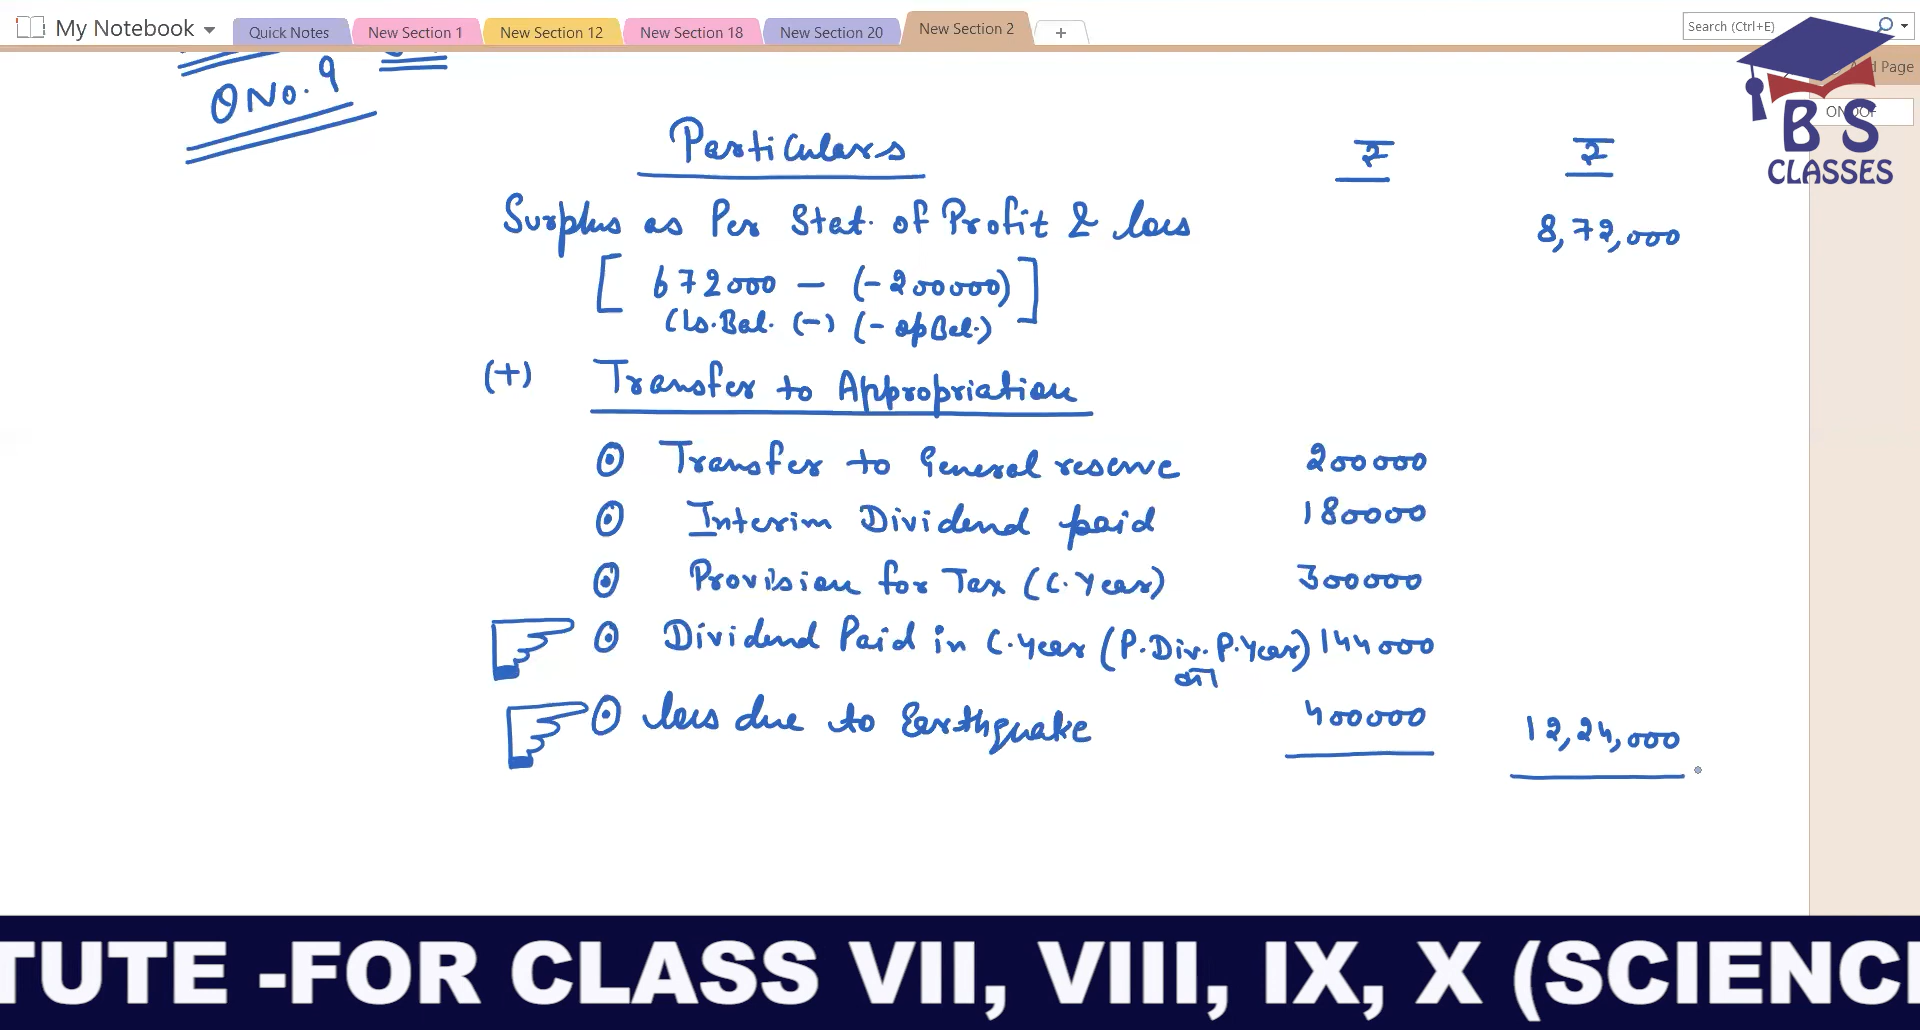 My Notebook
Quick Notes
New Section 1
New Section 12
New Section 18
New Section 20
New Section 2
+
Search (Ctrl+E)
d Page
BS
CLASSES
QNo. 9
Particulars ₹ ₹
Surplus as Per Stat. of Profit & loss 8,72,000
[ 672000 — (-200000) ]
(Cls.Bal. (-) (- op Bal.)
(+) Transfer to Appropriation
⊙ Transfer to General reserve 200000
⊙ Interim Dividend paid 180000
⊙ Provision for Tax (C.Year) 300000
⊙ Dividend Paid in C.year (P.Div. P.Year) 144000
का
⊙ loss due to Earthquake 400000 12,24,000
TUTE -FOR CLASS VII, VIII, IX, X (SCIENC